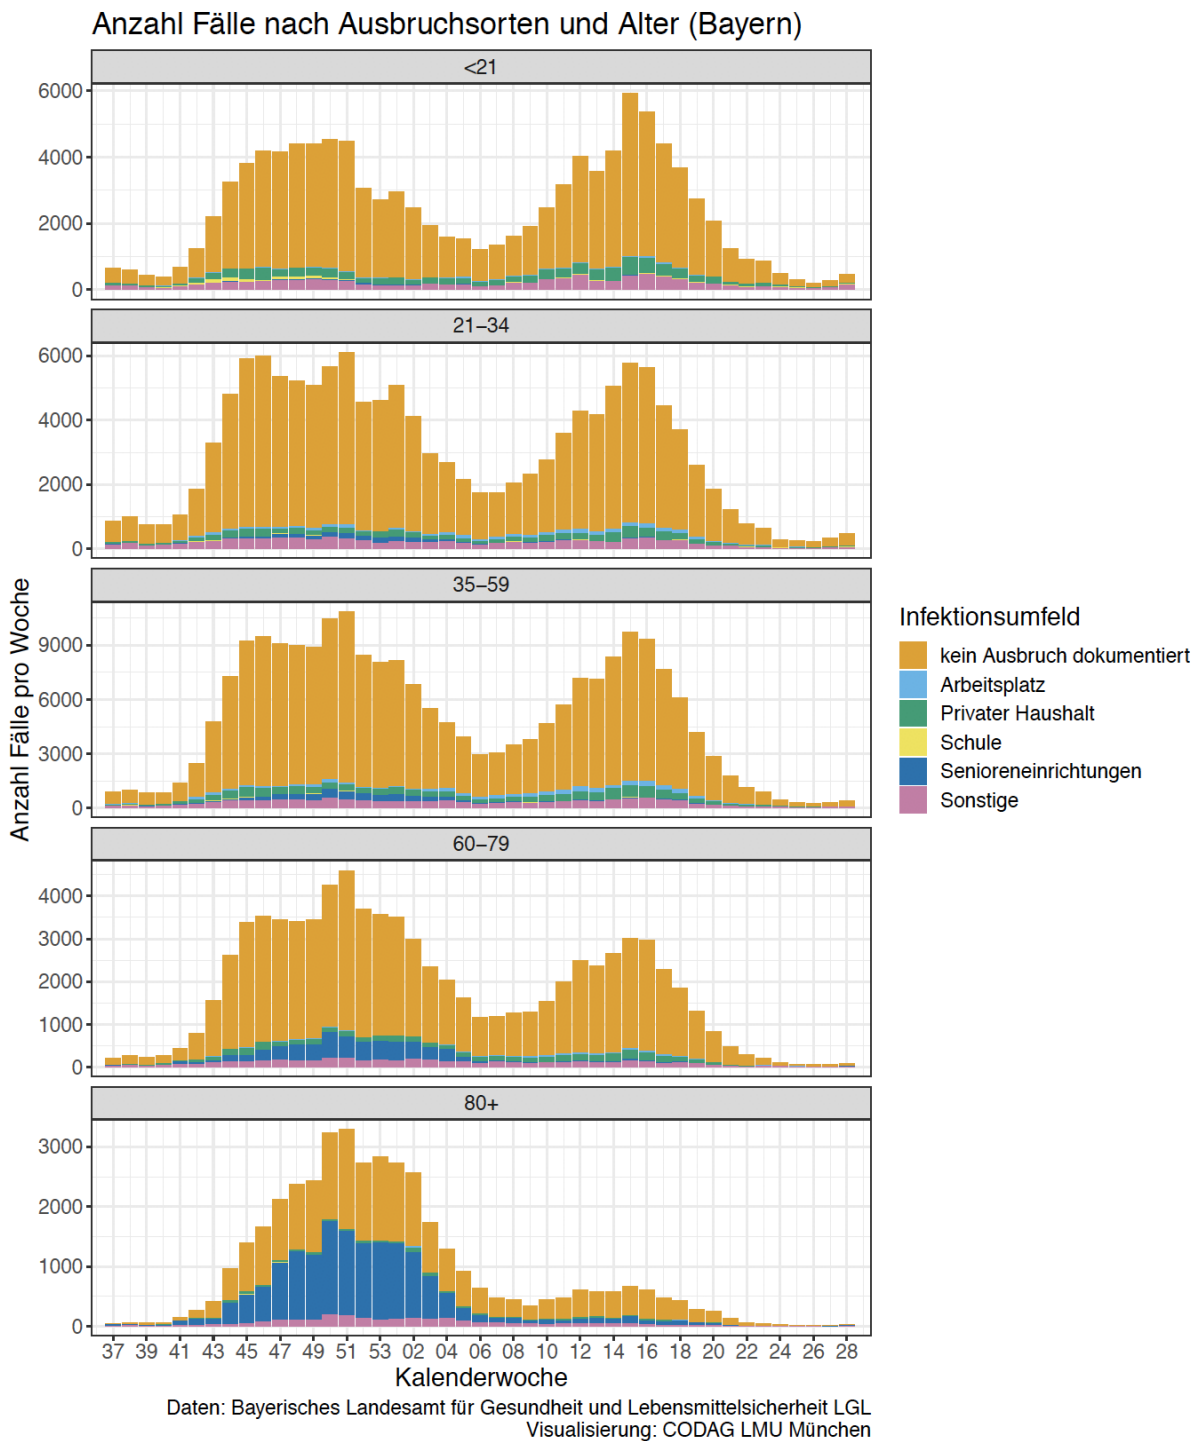 Anzahl Fälle nach Ausbruchsorten und Alter (Bayern)
<21
6000
4000
2000
0
21–34
6000
4000
2000
0
35–59
9000
6000
3000
0
60–79
4000
3000
2000
1000
0
80+
3000
2000
1000
0
37 39 41 43 45 47 49 51 53 02 04 06 08 10 12 14 16 18 20 22 24 26 28
Kalenderwoche
Anzahl Fälle pro Woche
Infektionsumfeld
kein Ausbruch dokumentiert
Arbeitsplatz
Privater Haushalt
Schule
Senioreneinrichtungen
Sonstige
Daten: Bayerisches Landesamt für Gesundheit und Lebensmittelsicherheit LGL
Visualisierung: CODAG LMU München